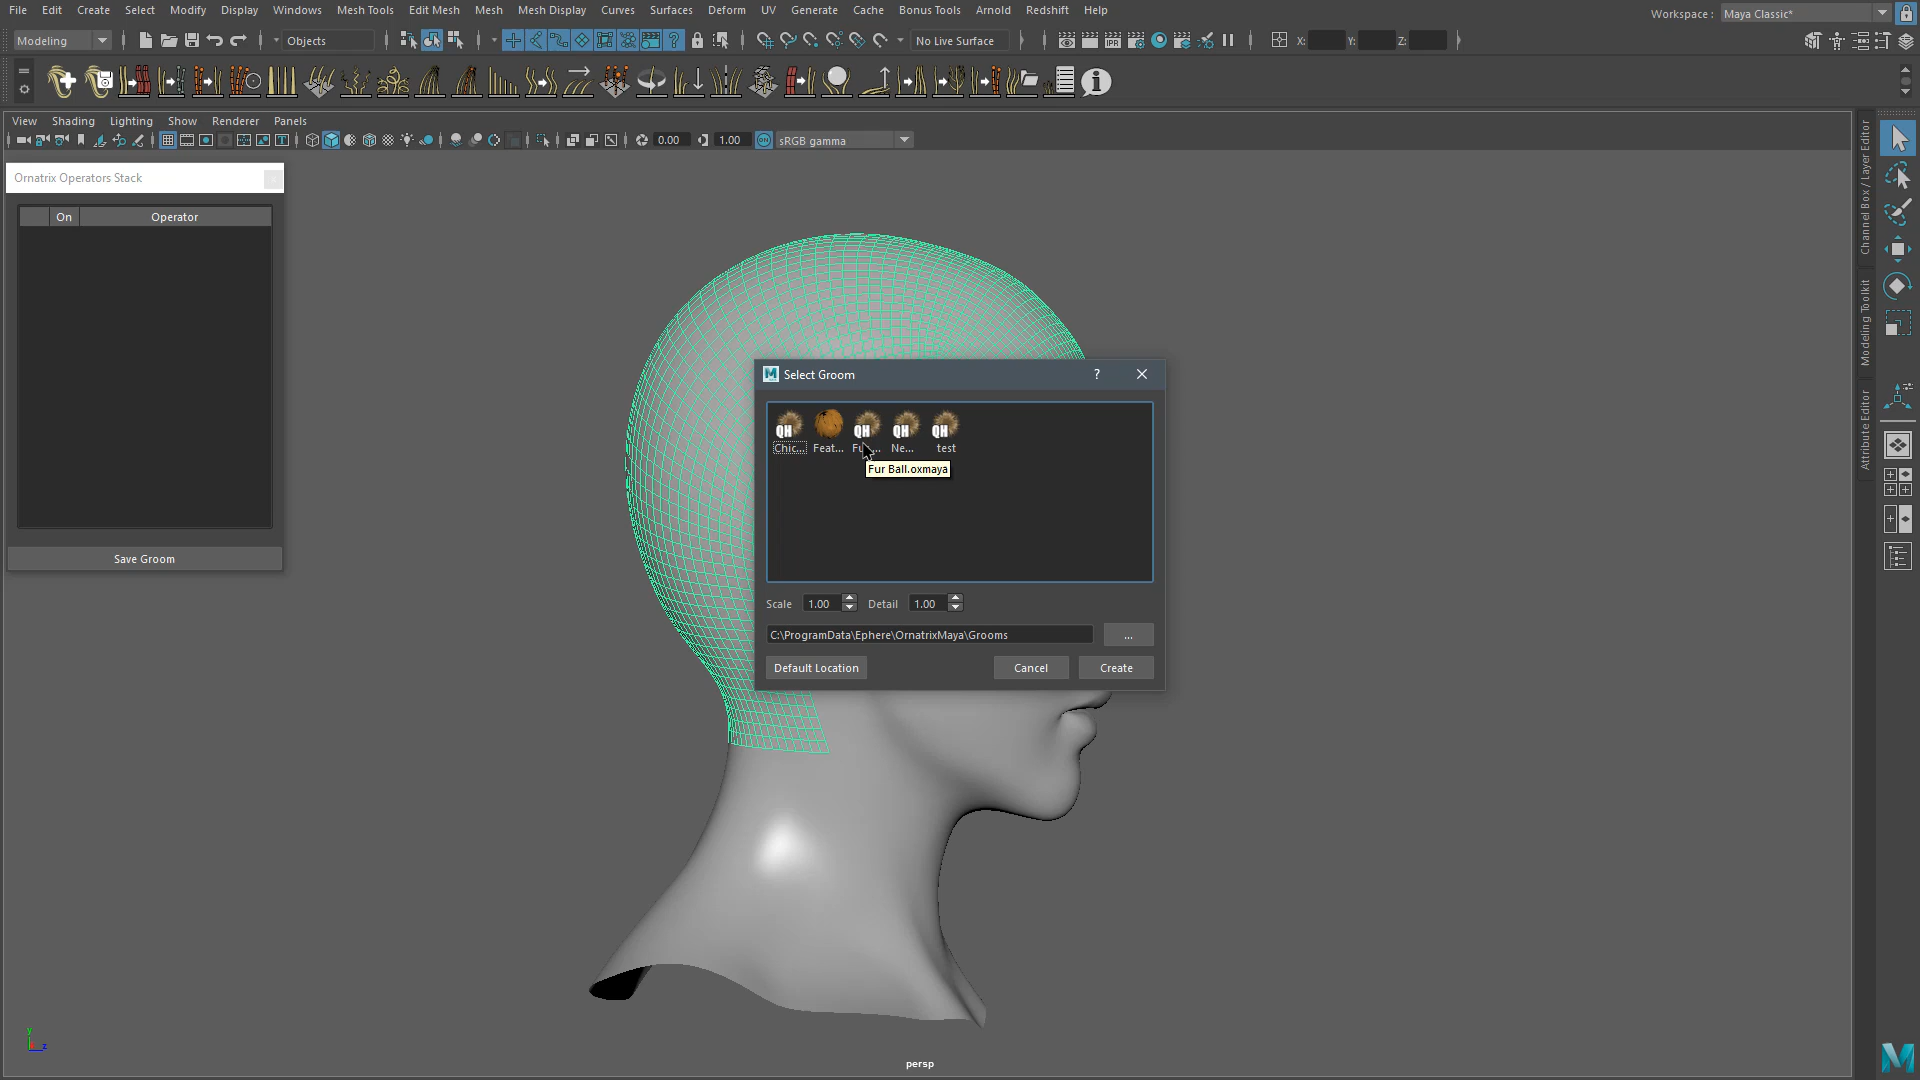 File Edit Create Select Modify Display Windows Mesh Tools Edit Mesh Mesh Mesh Display Curves Surfaces Deform UV Generate Cache Bonus Tools Arnold Redshift Help
Workspace : Maya Classic*
Modeling Objects No Live Surface X: Y: Z:
IPR
View Shading Lighting Show Renderer Panels
0.00 1.00 sRGB gamma
Ornatrix Operators Stack
On Operator
Save Groom
Select Groom ?
QH QH QH QH
Chic... Feat... Ne... test
Fur Ball.oxmaya
Scale 1.00 Detail 1.00
C:\ProgramData\Ephere\OrnatrixMaya\Grooms ...
Default Location Cancel Create
Channel Box / Layer Editor
Modeling Toolkit
Attribute Editor
y
z
persp